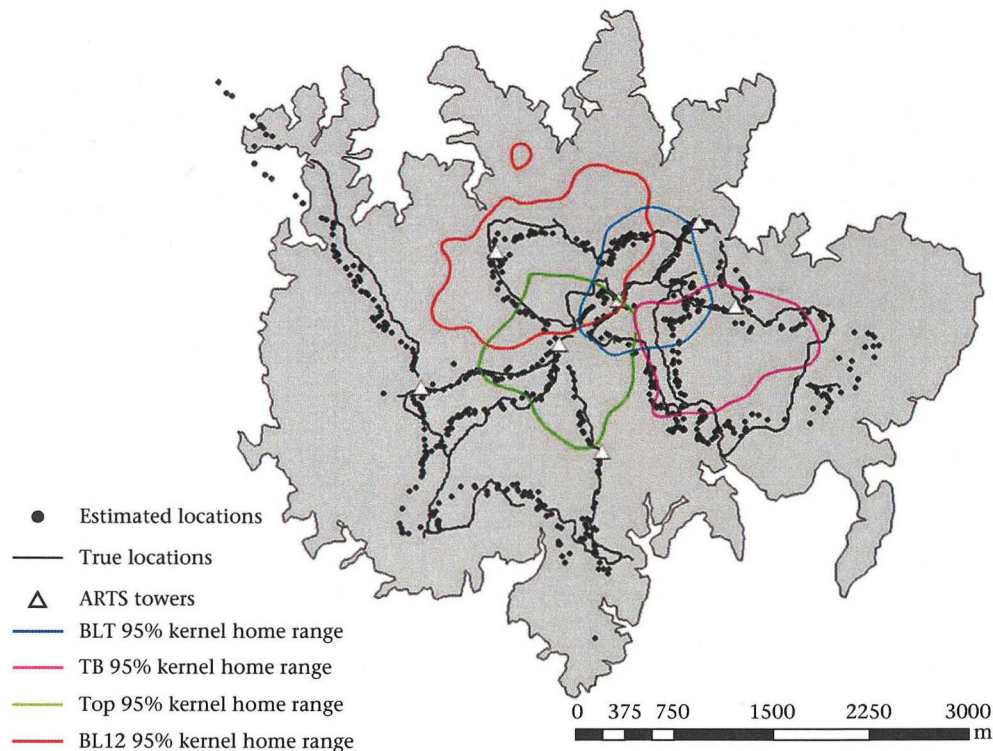 Estimated locations
True locations
ARTS towers
BLT 95% kernel home range
TB 95% kernel home range
Top 95% kernel home range
BL12 95% kernel home range
0 375 750 1500 2250 3000
m